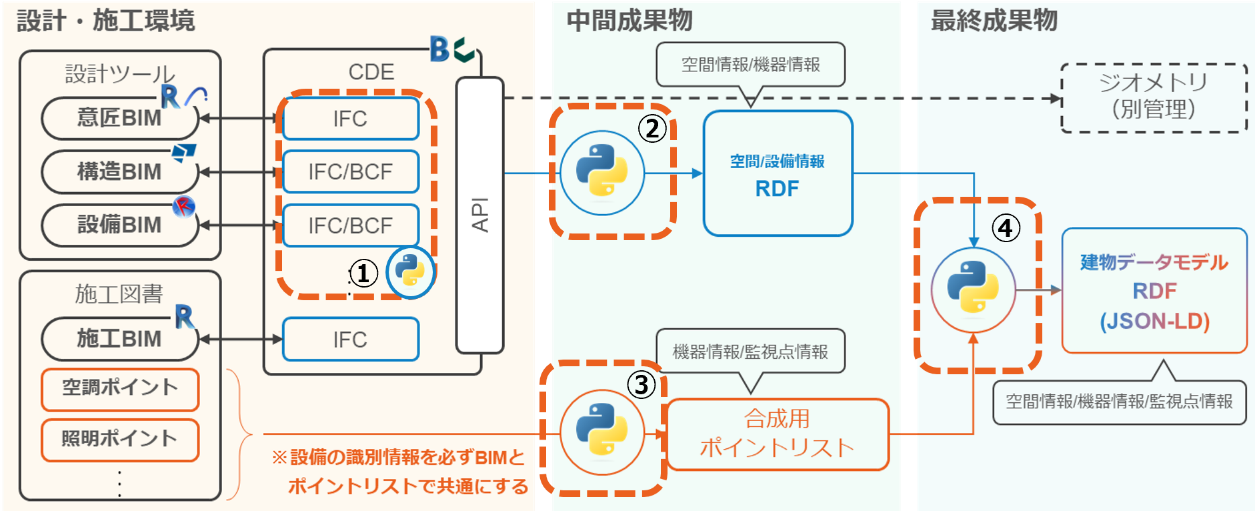 設計・施工環境
中間成果物
最終成果物
設計ツール
意匠BIM
構造BIM
設備BIM
CDE
IFC
IFC/BCF
IFC/BCF
①
API
空間情報/機器情報
②
空間/設備情報
RDF
ジオメトリ
（別管理）
④
建物データモデル
RDF
(JSON-LD)
空間情報/機器情報/監視点情報
施工図書
施工BIM
IFC
空調ポイント
照明ポイント
※設備の識別情報を必ずBIMと
ポイントリストで共通にする
機器情報/監視点情報
③
合成用
ポイントリスト